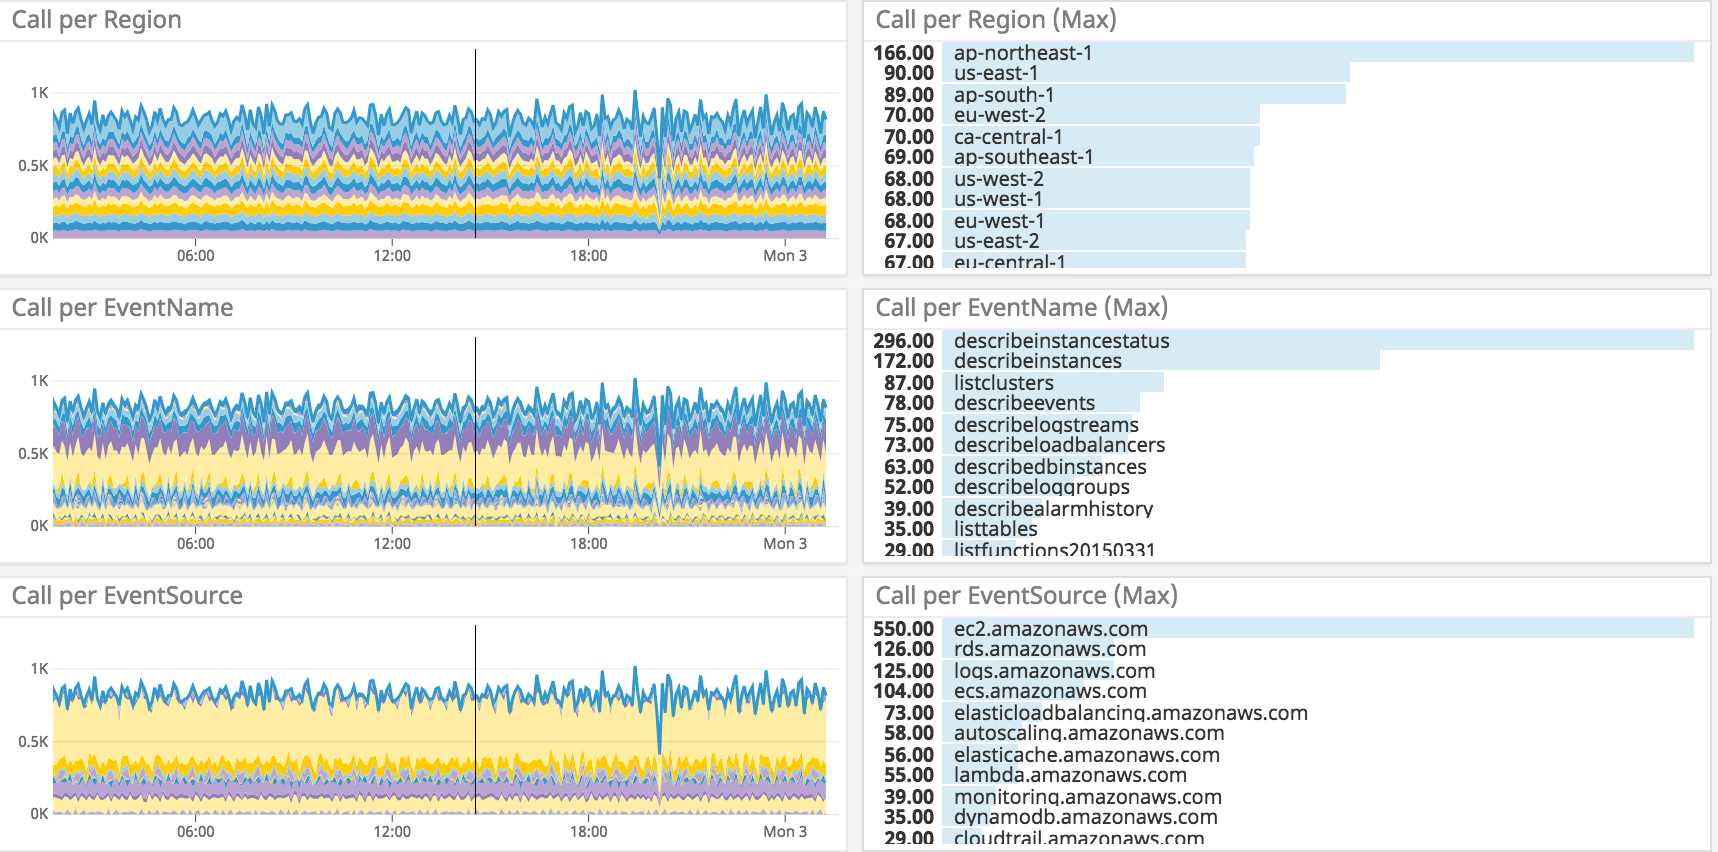 Call per Region
1K
0.5K
0K
06:00 12:00 18:00 Mon 3
Call per Region (Max)
166.00 ap-northeast-1
90.00 us-east-1
89.00 ap-south-1
70.00 eu-west-2
70.00 ca-central-1
69.00 ap-southeast-1
68.00 us-west-2
68.00 us-west-1
68.00 eu-west-1
67.00 us-east-2
67.00 eu-central-1
Call per EventName
1K
0.5K
0K
06:00 12:00 18:00 Mon 3
Call per EventName (Max)
296.00 describeinstancestatus
172.00 describeinstances
87.00 listclusters
78.00 describeevents
75.00 describelogstreams
73.00 describeloadbalancers
63.00 describedbinstances
52.00 describeloggroups
39.00 describealarmhistory
35.00 listtables
29.00 listfunctions20150331
Call per EventSource
1K
0.5K
0K
06:00 12:00 18:00 Mon 3
Call per EventSource (Max)
550.00 ec2.amazonaws.com
126.00 rds.amazonaws.com
125.00 logs.amazonaws.com
104.00 ecs.amazonaws.com
73.00 elasticloadbalancing.amazonaws.com
58.00 autoscaling.amazonaws.com
56.00 elasticache.amazonaws.com
55.00 lambda.amazonaws.com
39.00 monitoring.amazonaws.com
35.00 dynamodb.amazonaws.com
29.00 cloudtrail.amazonaws.com